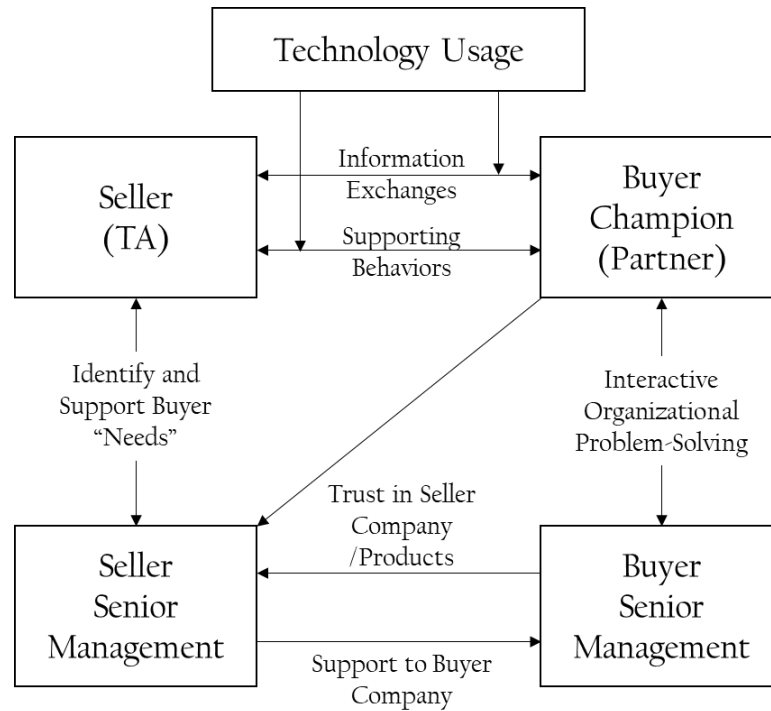 Technology Usage
Seller
(TA)
Information
Exchanges
Supporting
Behaviors
Buyer
Champion
(Partner)
Identify and
Support Buyer
“Needs”
Interactive
Organizational
Problem-Solving
Trust in Seller
Company
/Products
Seller
Senior
Management
Buyer
Senior
Management
Support to Buyer
Company